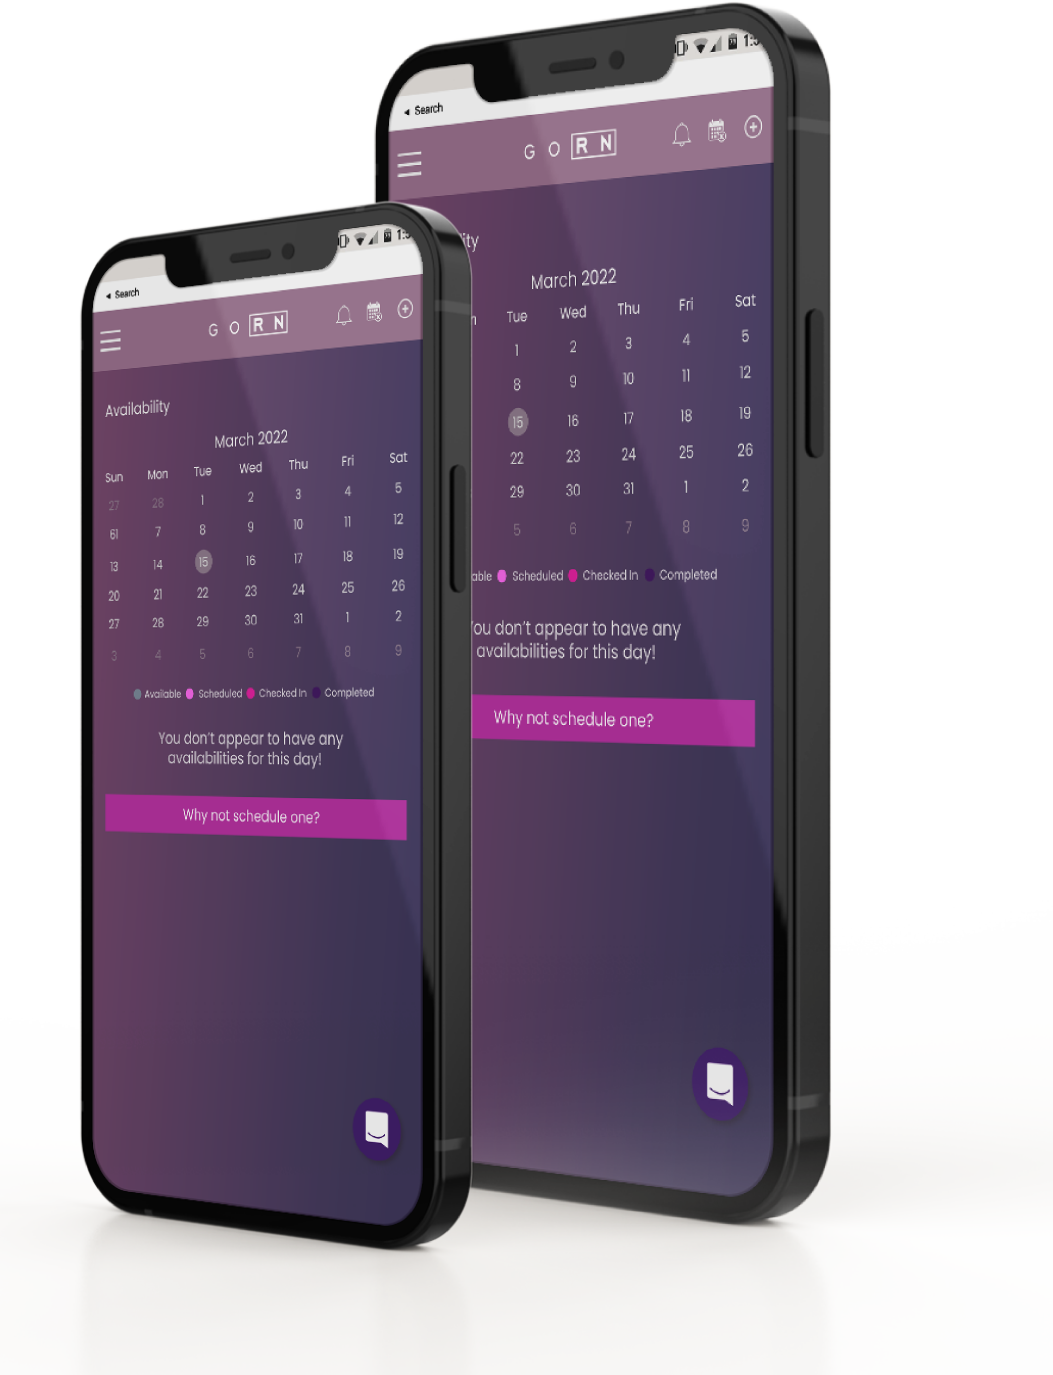 1:5
◂ Search
G O R N
ity
March 2022
n Tue Wed Thu Fri Sat
1 2 3 4 5
8 9 10 11 12
15 16 17 18 19
22 23 24 25 26
29 30 31 1 2
5 6 7 8 9
able Scheduled Checked In Completed
You don't appear to have any
availabilities for this day!
Why not schedule one?
1:5
◂ Search
G O R N
Availability
March 2022
Sun Mon Tue Wed Thu Fri Sat
27 28 1 2 3 4 5
61 7 8 9 10 11 12
13 14 15 16 17 18 19
20 21 22 23 24 25 26
27 28 29 30 31 1 2
3 4 5 6 7 8 9
Available Scheduled Checked In Completed
You don't appear to have any
availabilities for this day!
Why not schedule one?